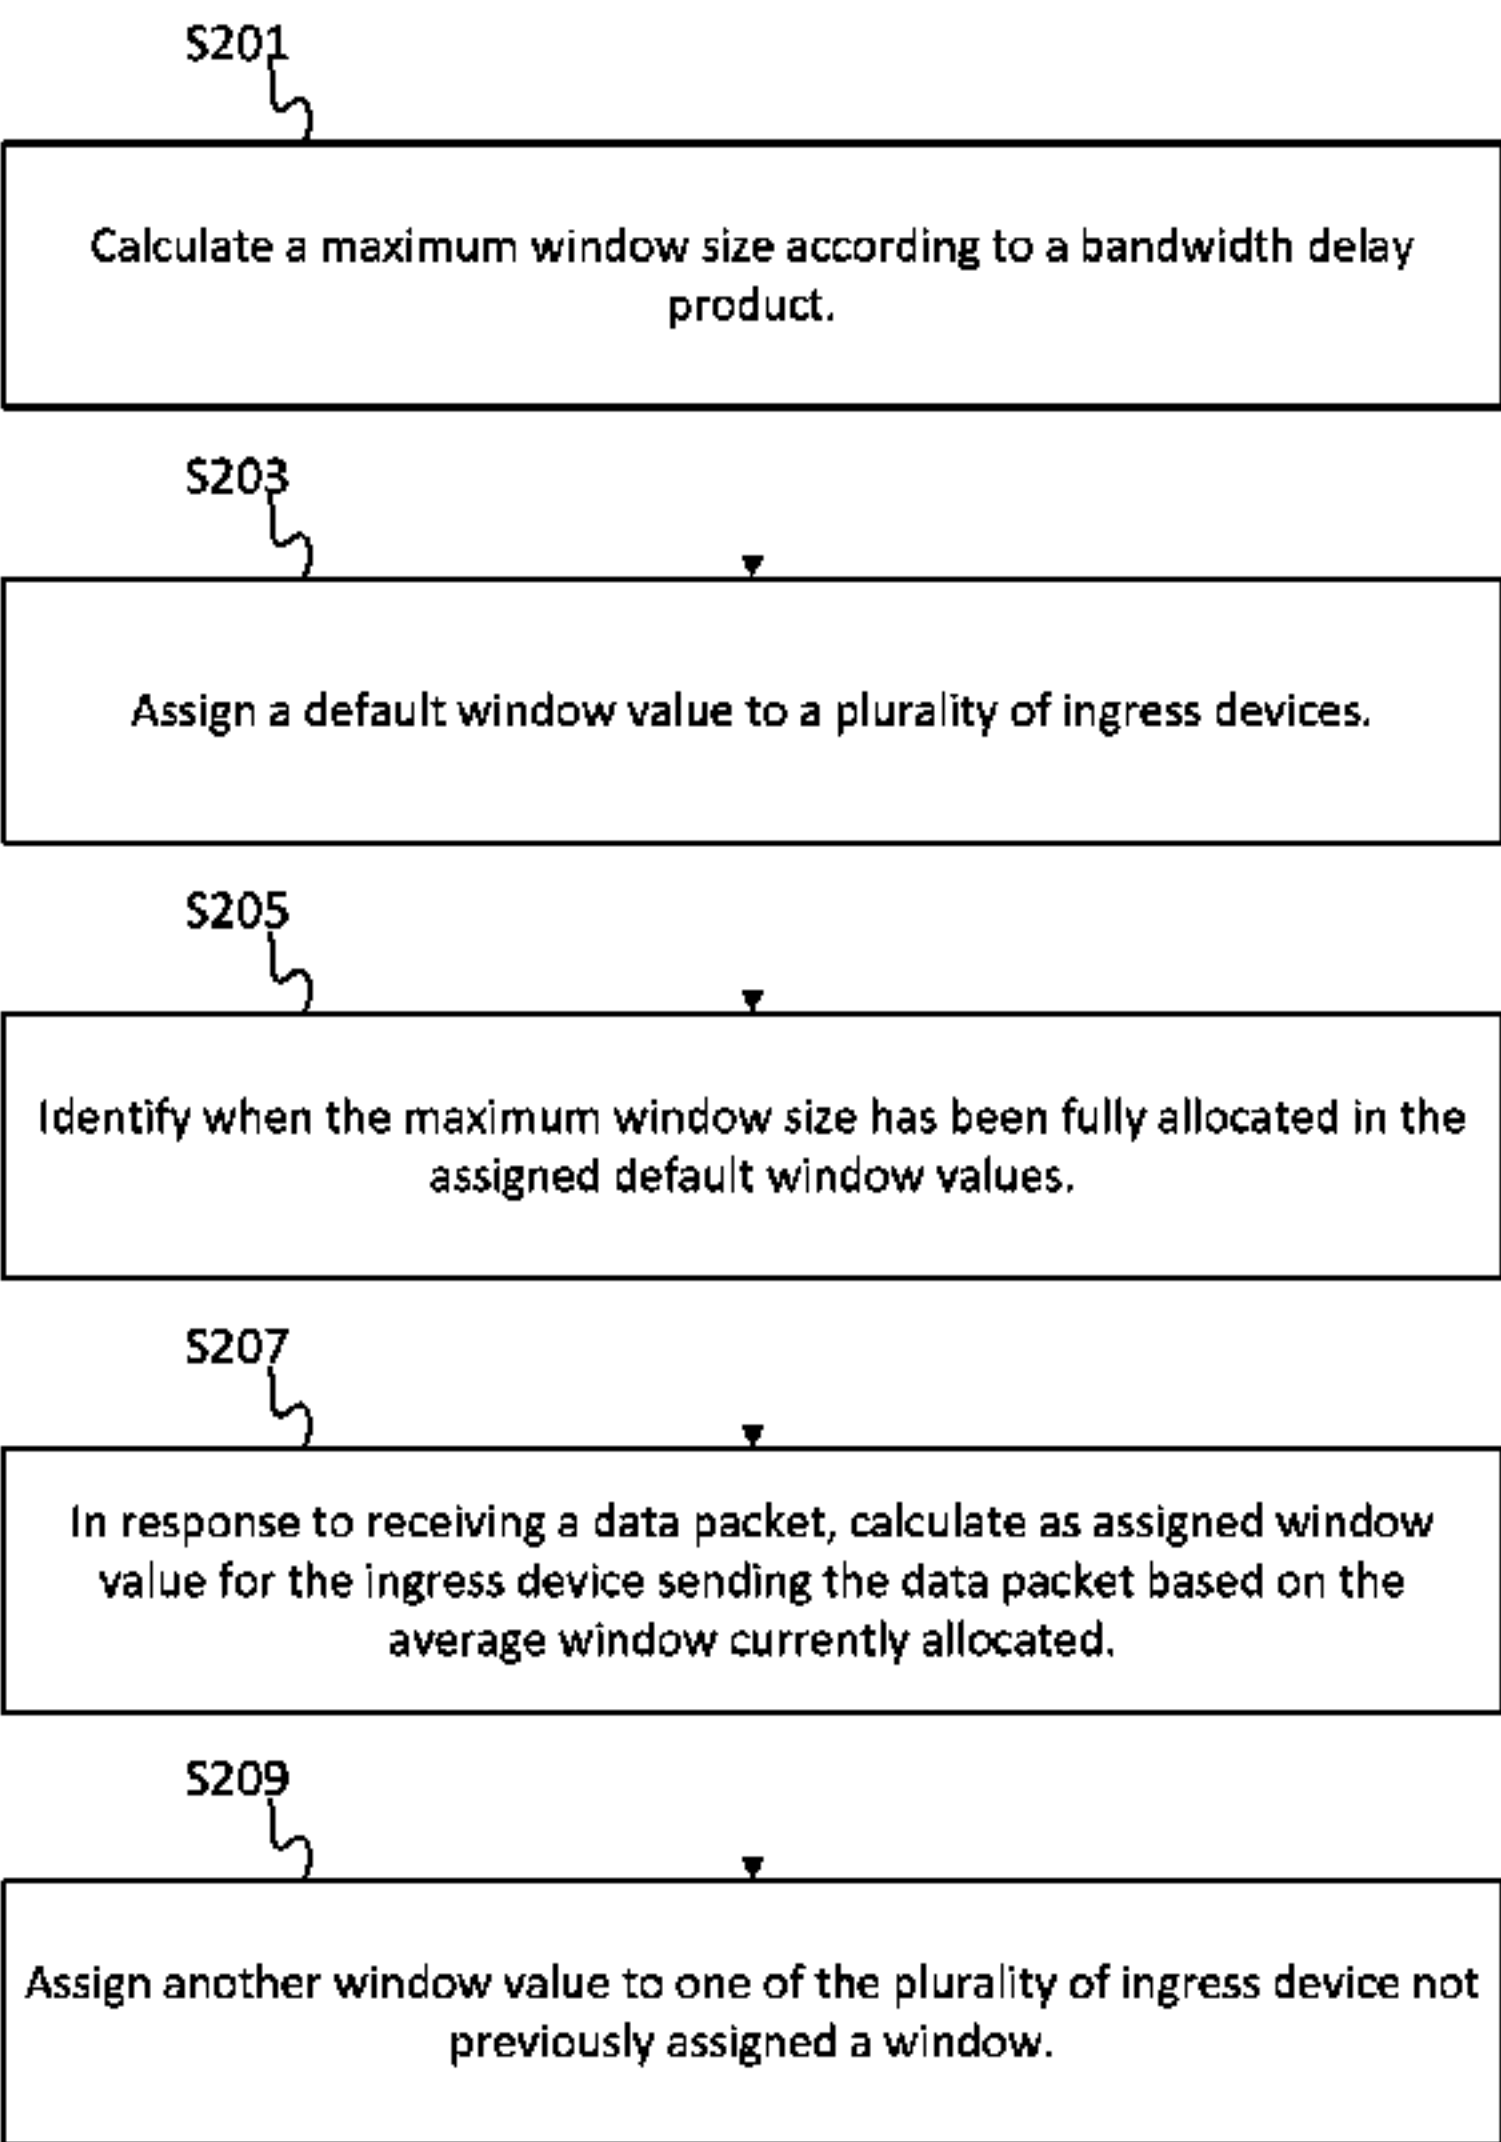 S201
Calculate a maximum window size according to a bandwidth delay
product.
S203
Assign a default window value to a plurality of ingress devices.
S205
Identify when the maximum window size has been fully allocated in the
assigned default window values.
S207
In response to receiving a data packet, calculate as assigned window
value for the ingress device sending the data packet based on the
average window currently allocated.
S209
Assign another window value to one of the plurality of ingress device not
previously assigned a window.